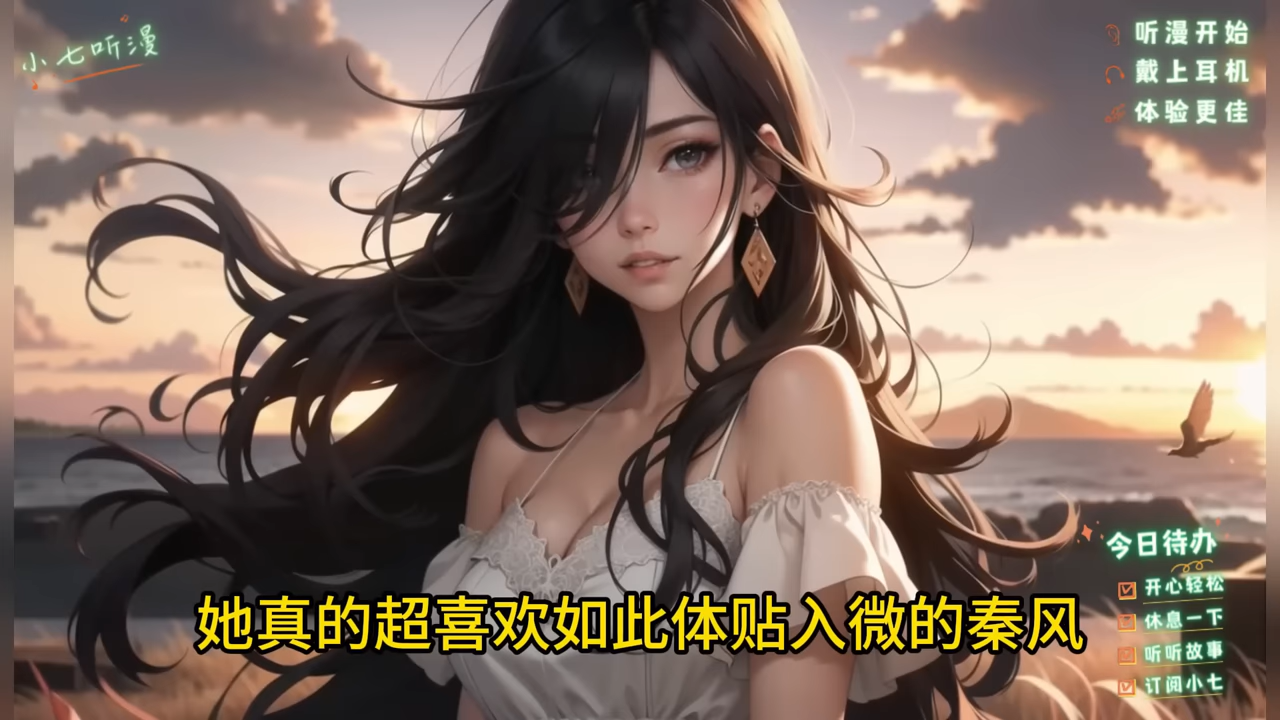 小七听漫
听漫开始
戴上耳机
体验更佳
今日待办
开心轻松
休息一下
听听故事
订阅小七
她真的超喜欢如此体贴入微的秦风